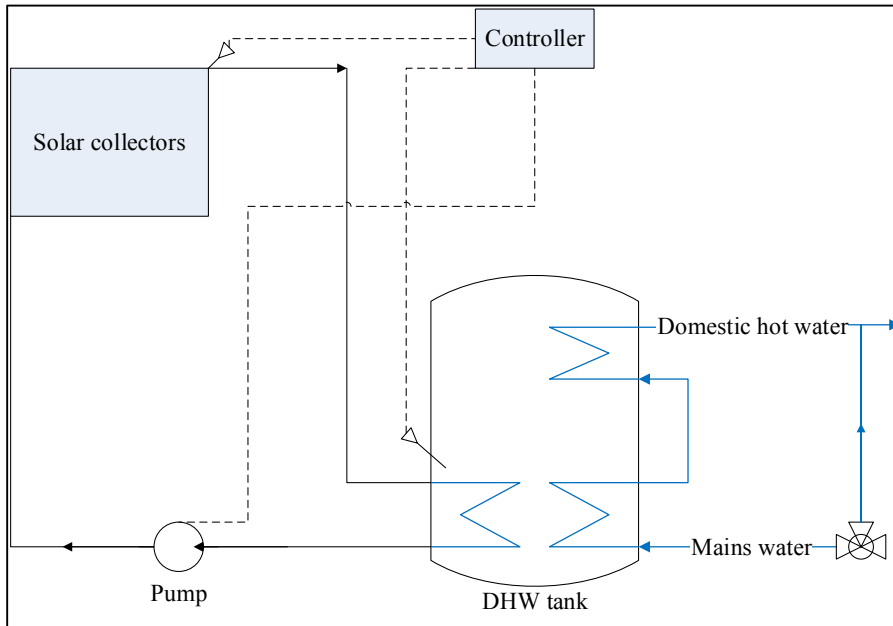 Controller
Solar collectors
Domestic hot water
Mains water
Pump
DHW tank